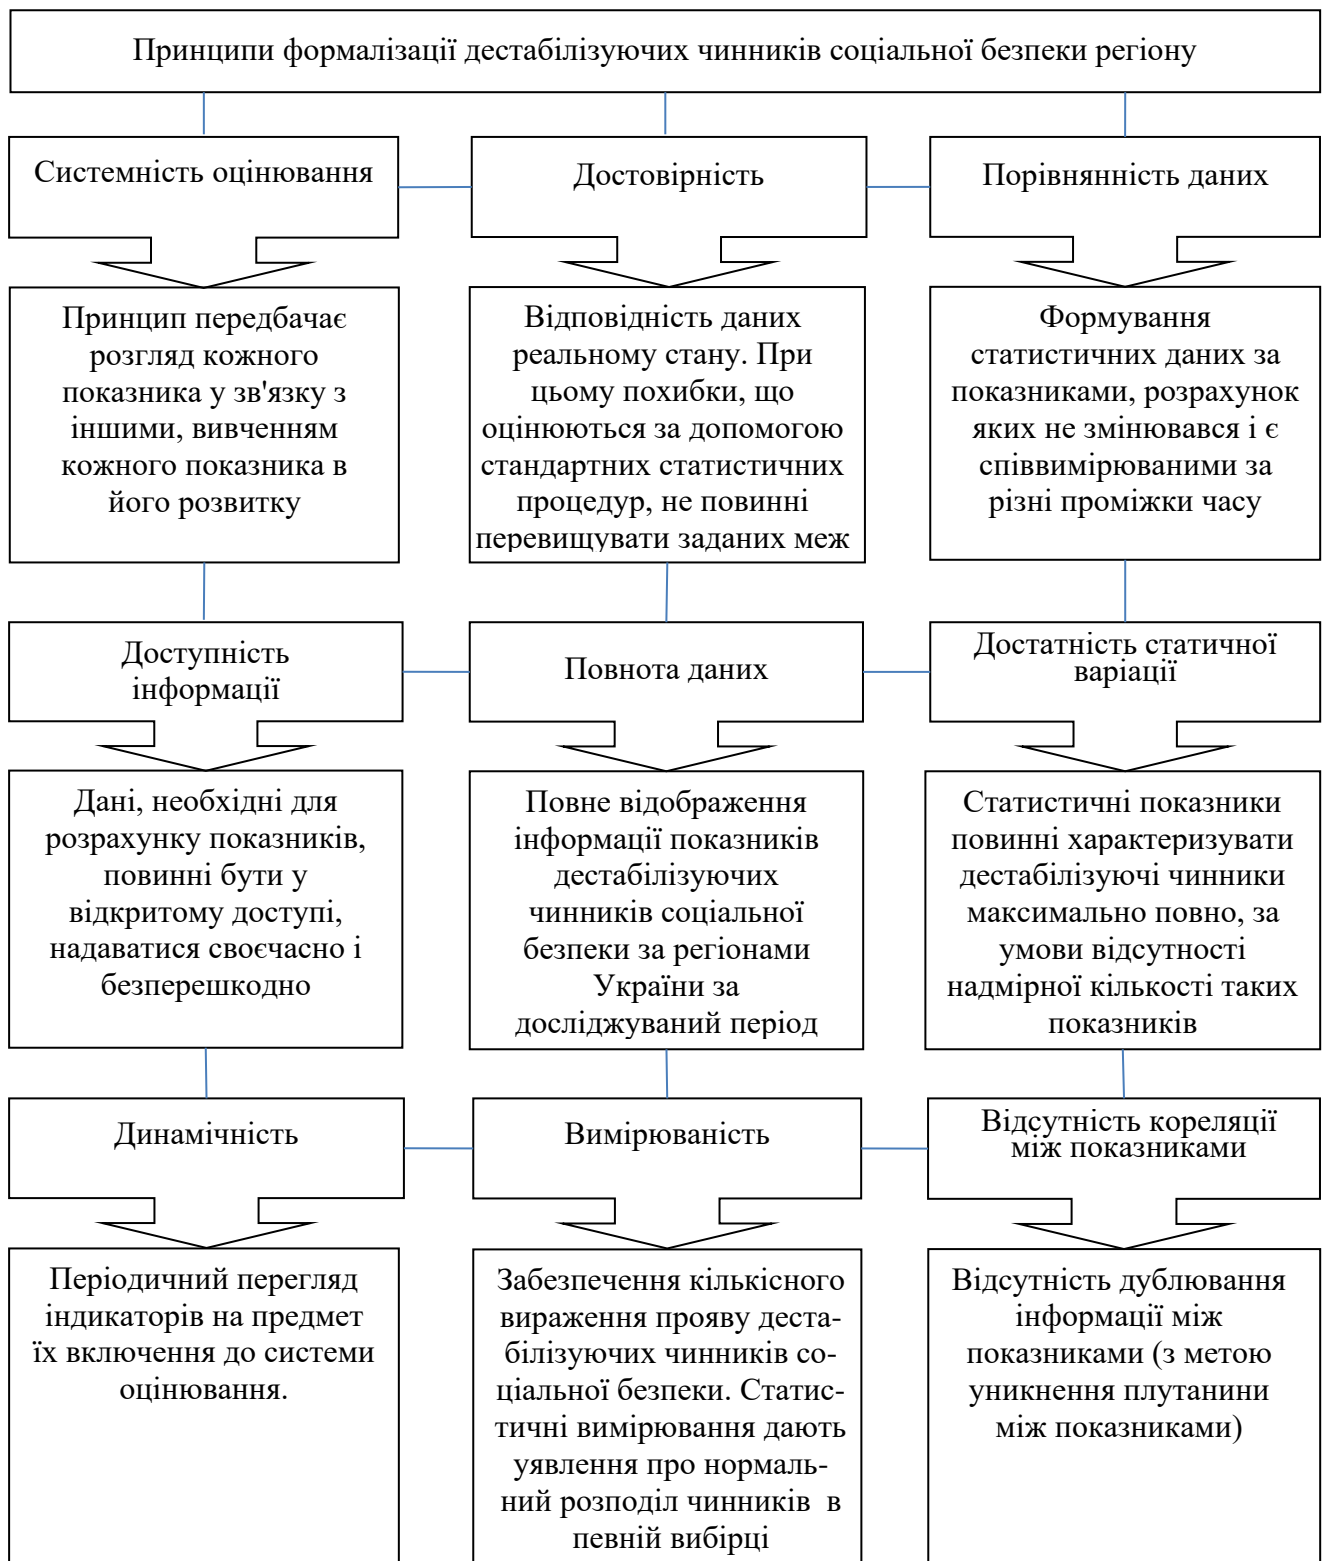 Принципи формалізації дестабілізуючих чинників соціальної безпеки регіону
Системність оцінювання
Достовірність
Порівнянність даних
Принцип передбачає
розгляд кожного
показника у зв'язку з
іншими, вивченням
кожного показника в
його розвитку
Відповідність даних
реальному стану. При
цьому похибки, що
оцінюються за допомогою
стандартних статистичних
процедур, не повинні
перевищувати заданих меж
Формування
статистичних даних за
показниками, розрахунок
яких не змінювався і є
співвимірюваними за
різні проміжки часу
Доступність
інформації
Повнота даних
Достатність статичної
варіації
Дані, необхідні для
розрахунку показників,
повинні бути у
відкритому доступі,
надаватися своєчасно і
безперешкодно
Повне відображення
інформації показників
дестабілізуючих
чинників соціальної
безпеки за регіонами
України за
досліджуваний період
Статистичні показники
повинні характеризувати
дестабілізуючі чинники
максимально повно, за
умови відсутності
надмірної кількості таких
показників
Динамічність
Вимірюваність
Відсутність кореляції
між показниками
Періодичний перегляд
індикаторів на предмет
їх включення до системи
оцінювання.
Забезпечення кількісного
вираження прояву деста-
білізуючих чинників со-
ціальної безпеки. Статис-
тичні вимірювання дають
уявлення про нормаль-
ний розподіл чинників  в
певній вибірці
Відсутність дублювання
інформації між
показниками (з метою
уникнення плутанини
між показниками)